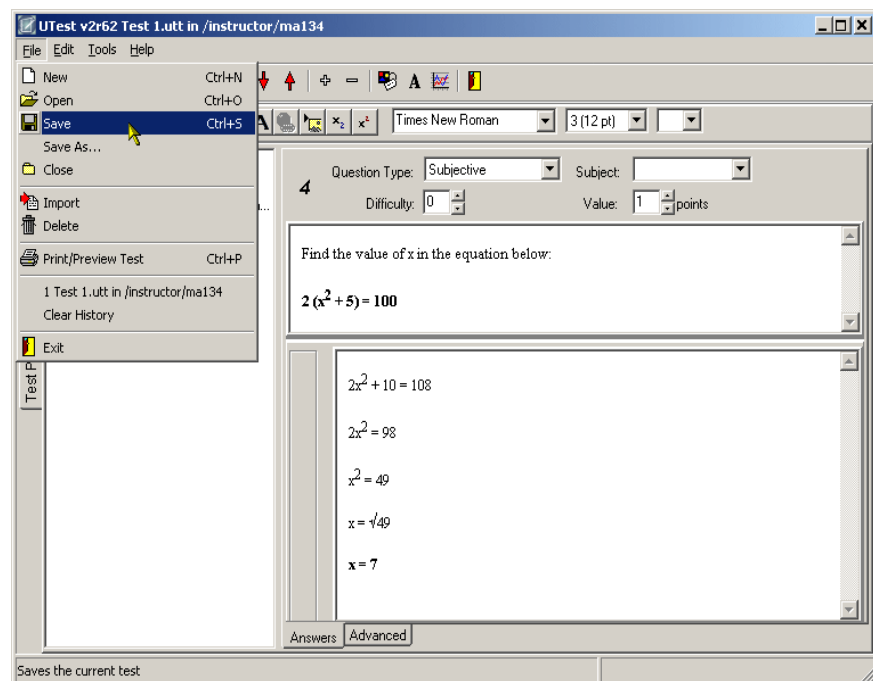 UTest v2r62 Test 1.utt in /instructor/ma134
File Edit Tools Help
New Ctrl+N
Open Ctrl+O
Save Ctrl+S
Save As...
Close
Import
Delete
Print/Preview Test Ctrl+P
1 Test 1.utt in /instructor/ma134
Clear History
Exit
A
A x₂ x² Times New Roman 3 (12 pt)
4
Question Type: Subjective Subject:
Difficulty: 0 Value: 1 points
Find the value of x in the equation below:
2 (x² + 5) = 100
2x² + 10 = 108
2x² = 98
x² = 49
x = √49
x = 7
Answers Advanced
Saves the current test